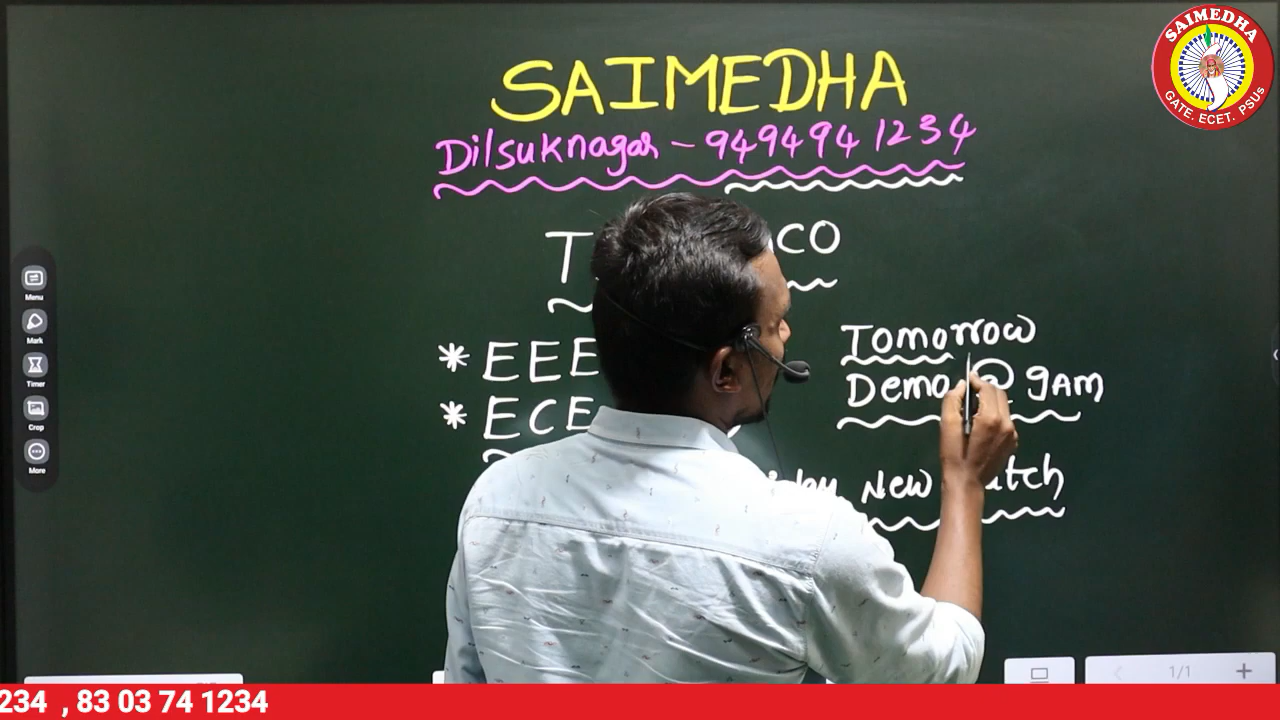 SAIMEDHA
Dilsuknagar - 9494941234
CO
* EEE
* ECE
Tomorrow
Demo @ 9AM
New
SAIMEDHA
GATE. ECET. PSUs
Menu
Mark
Timer
Crop
More
1/1
234 , 83 03 74 1234